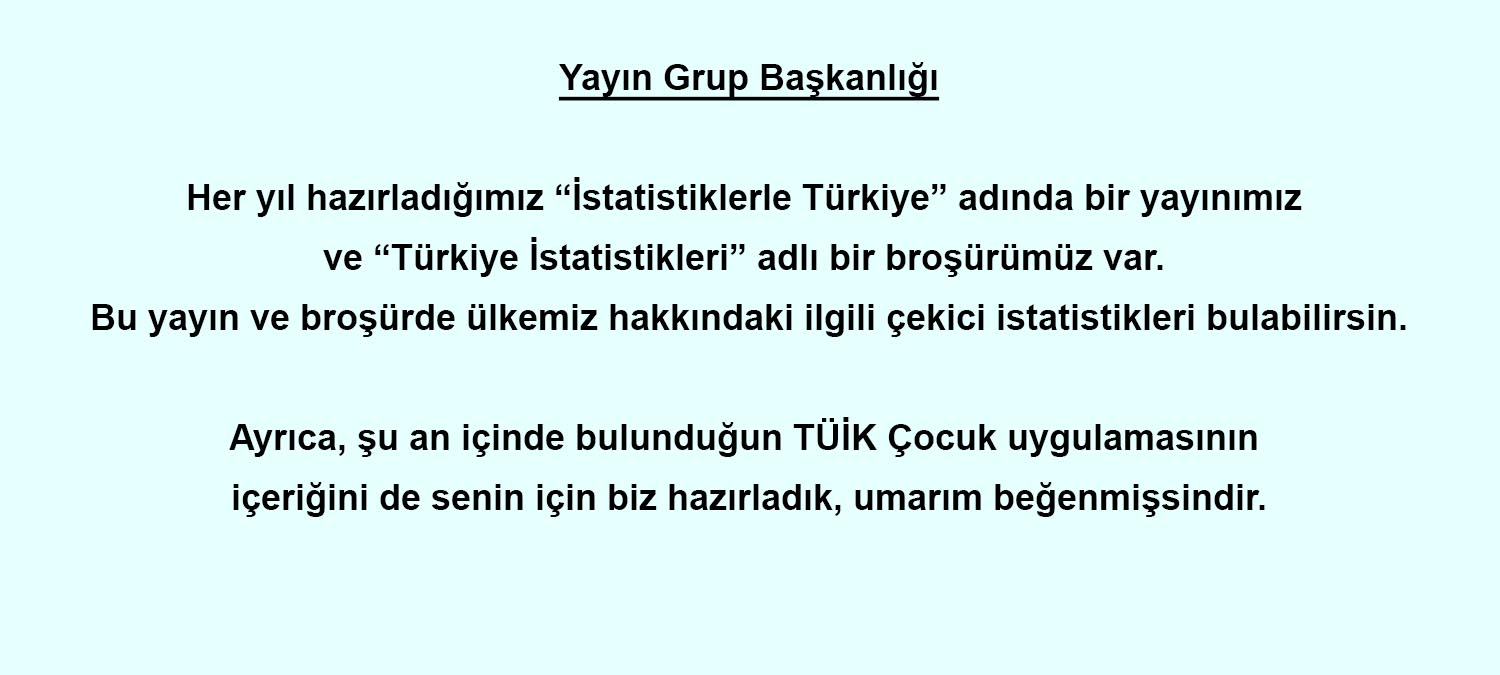 Yayın Grup Başkanlığı
Her yıl hazırladığımız “İstatistiklerle Türkiye” adında bir yayınımız
ve “Türkiye İstatistikleri” adlı bir broşürümüz var.
Bu yayın ve broşürde ülkemiz hakkındaki ilgili çekici istatistikleri bulabilirsin.
Ayrıca, şu an içinde bulunduğun TÜİK Çocuk uygulamasının
içeriğini de senin için biz hazırladık, umarım beğenmişsindir.